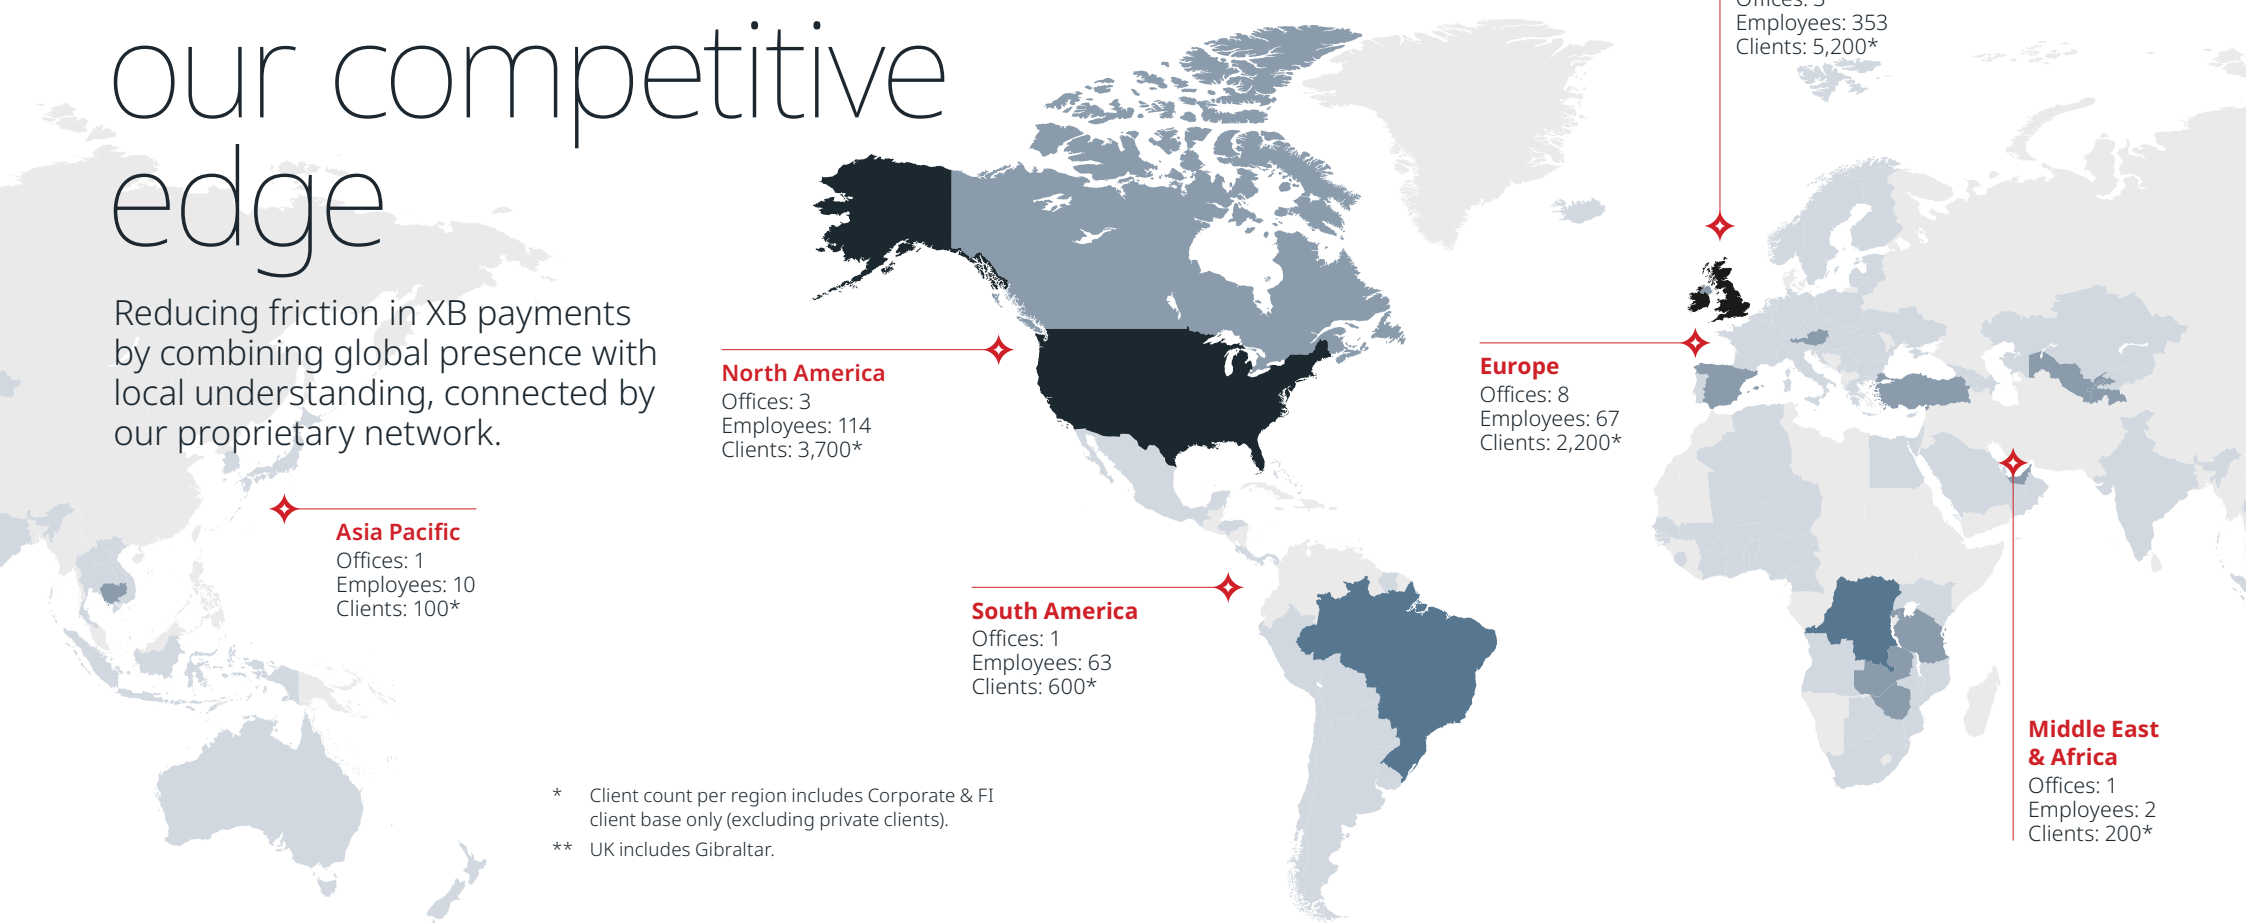 our competitive
edge
Reducing friction in XB payments
by combining global presence with
local understanding, connected by
our proprietary network.
Employees: 353
Clients: 5,200*
North America
Offices: 3
Employees: 114
Clients: 3,700*
Europe
Offices: 8
Employees: 67
Clients: 2,200*
Asia Pacific
Offices: 1
Employees: 10
Clients: 100*
South America
Offices: 1
Employees: 63
Clients: 600*
Middle East
& Africa
Offices: 1
Employees: 2
Clients: 200*
* Client count per region includes Corporate & FI
client base only (excluding private clients).
** UK includes Gibraltar.